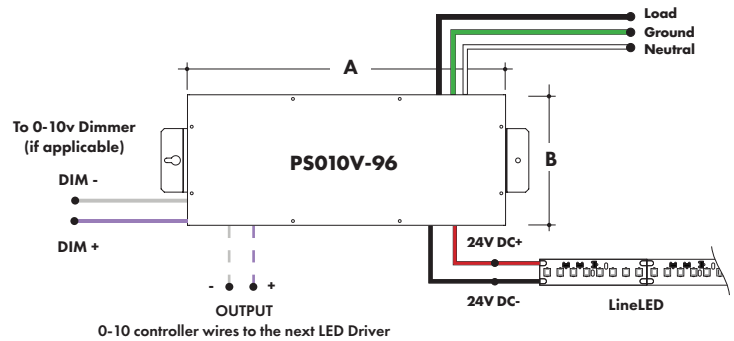 Load
Ground
Neutral
A
To 0-10v Dimmer
(if applicable)
PS010V-96
B
DIM -
DIM +
24V DC+
24V DC-
LineLED
- +
OUTPUT
0-10 controller wires to the next LED Driver